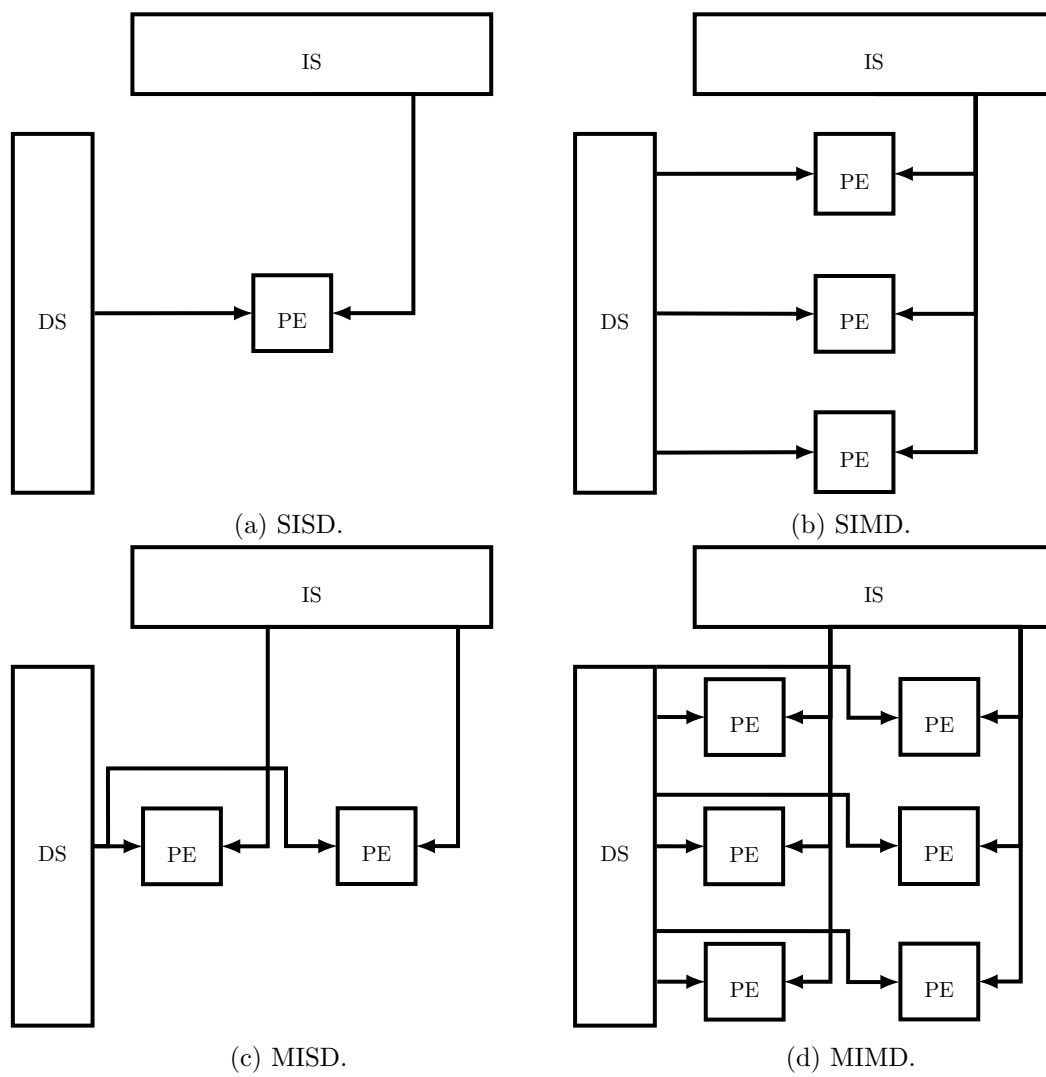 IS
DS
PE
(a) SISD.
IS
PE
DS
PE
PE
(b) SIMD.
IS
DS
PE
PE
(c) MISD.
IS
PE
PE
DS
PE
PE
PE
PE
(d) MIMD.